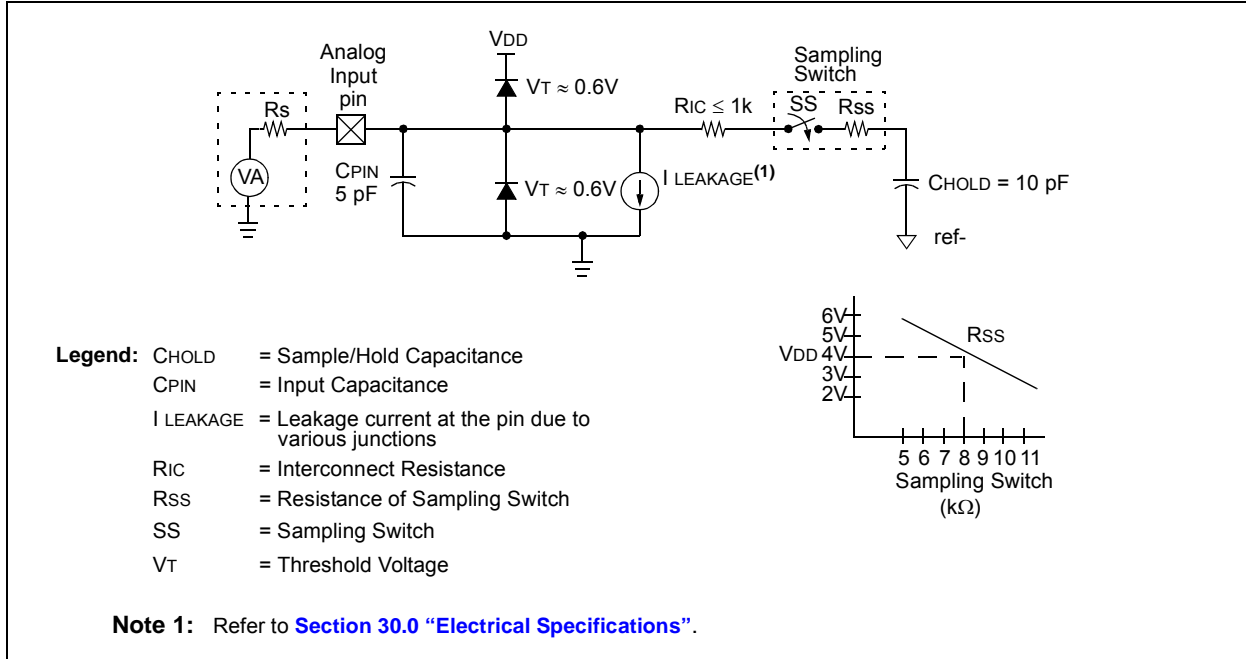 VDD
Analog
Input
pin
Rs
VA
CPIN
5 pF
VT ≈ 0.6V
VT ≈ 0.6V
I LEAKAGE(1)
RIC ≤ 1k
Sampling
Switch
SS
Rss
CHOLD = 10 pF
ref-
6V
5V
VDD 4V
3V
2V
RSS
5 6 7 8 9 10 11
Sampling Switch
(kΩ)
Legend: CHOLD = Sample/Hold Capacitance
CPIN = Input Capacitance
I LEAKAGE = Leakage current at the pin due to
various junctions
RIC = Interconnect Resistance
RSS = Resistance of Sampling Switch
SS = Sampling Switch
VT = Threshold Voltage
Note 1: Refer to Section 30.0 “Electrical Specifications”.